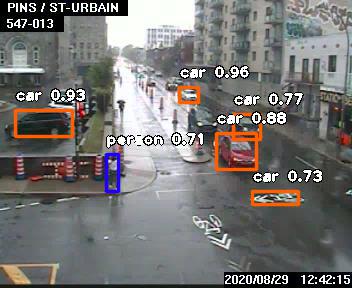 PINS / ST-URBAIN
547-013
car 0.96
car 0.93
car 0.77
car 0.88
person 0.71
car 0.73
2020/08/29 12:42:15